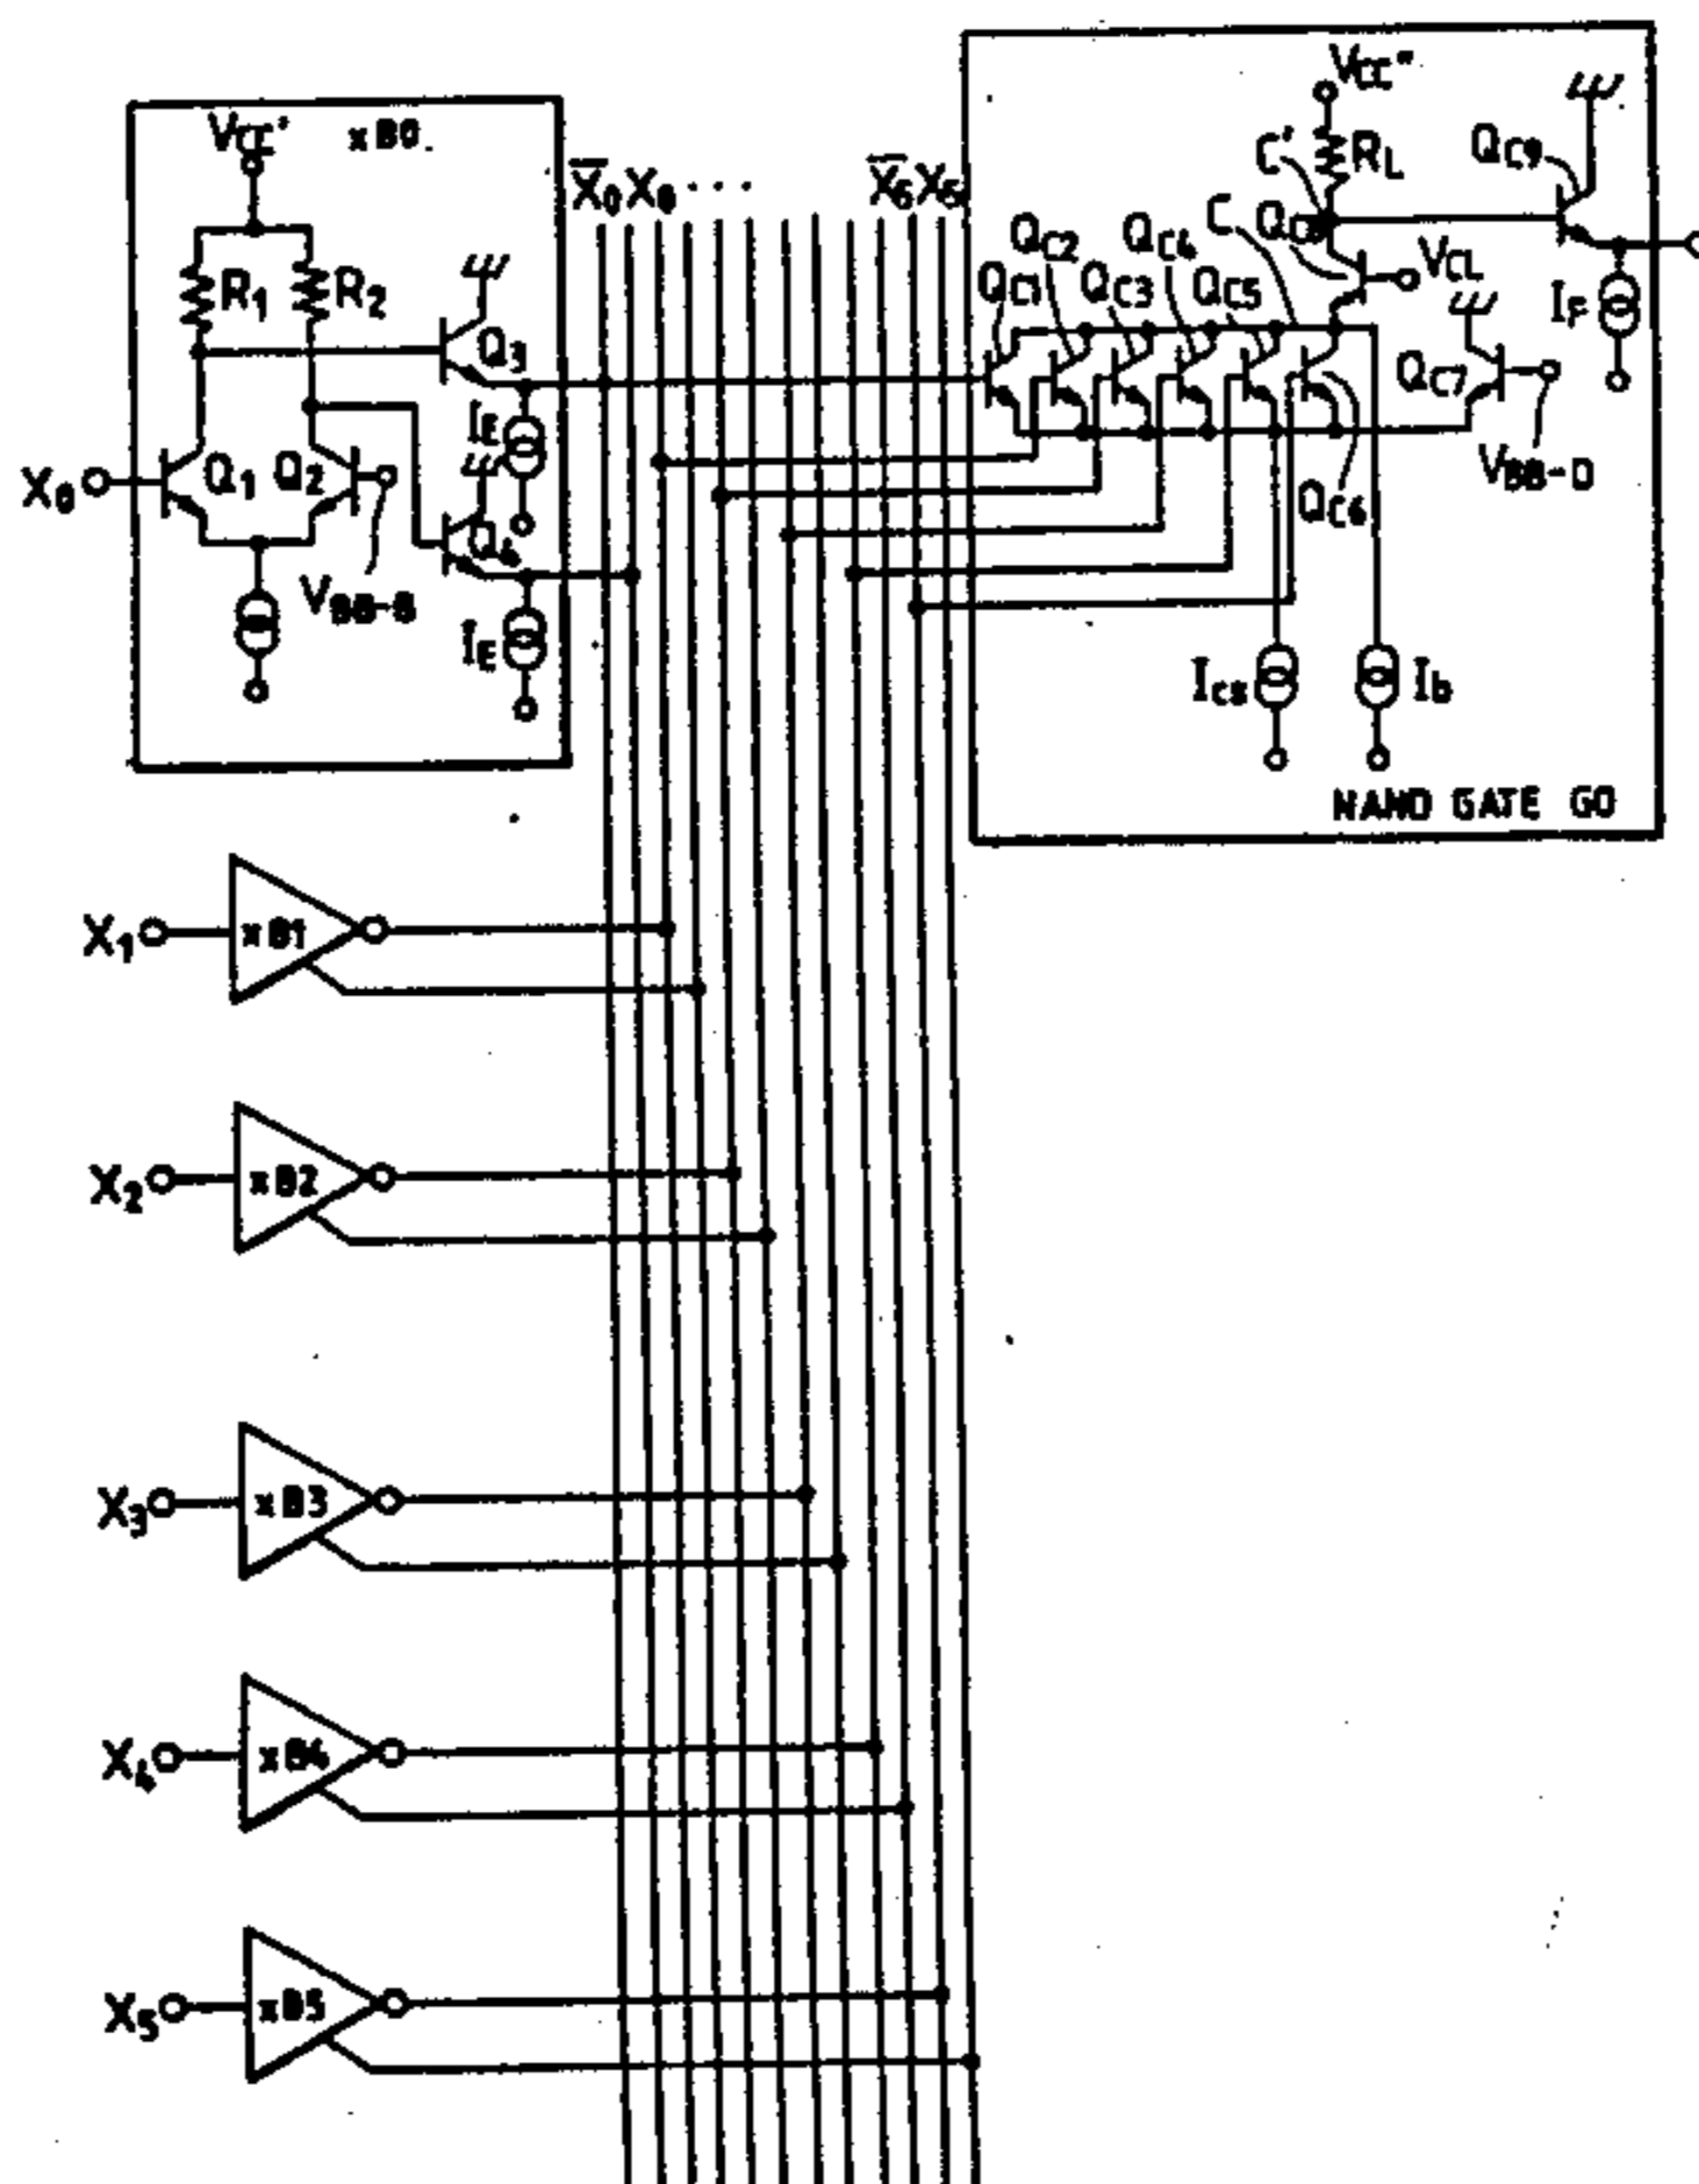 VCC' xB0
R1 R2
Q3
IE
X0
Q1 Q2
VBB-B
Q4
IE
X̅0 X0 ··· X̅5 X5
VCC"
C' RL
QC9
C QC8
VCL
IF
QC1 QC2 QC3 QC4 QC5
QC7
VBB-D
QC6
ICS Ib
NAND GATE G0
X1 xB1
X2 xB2
X3 xB3
X4 xB4
X5 xB5